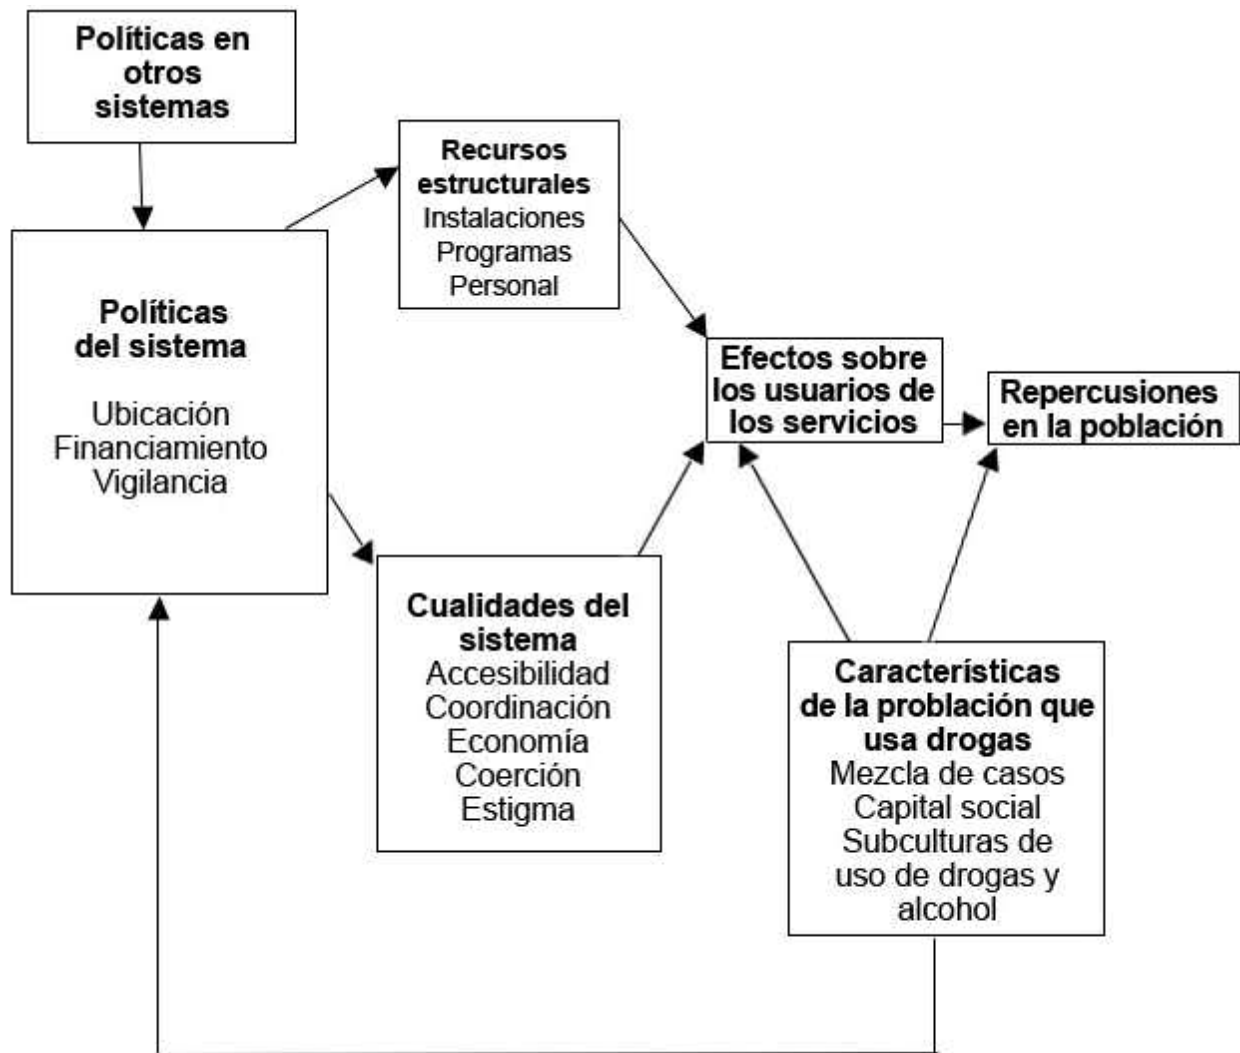 Políticas en
otros
sistemas
Recursos
estructurales
Instalaciones
Programas
Personal
Políticas
del sistema
Ubicación
Financiamiento
Vigilancia
Efectos sobre
los usuarios de
los servicios
Repercusiones
en la población
Cualidades del
sistema
Accesibilidad
Coordinación
Economía
Coerción
Estigma
Característicias
de la problación que
usa drogas
Mezcla de casos
Capital social
Subculturas de
uso de drogas y
alcohol